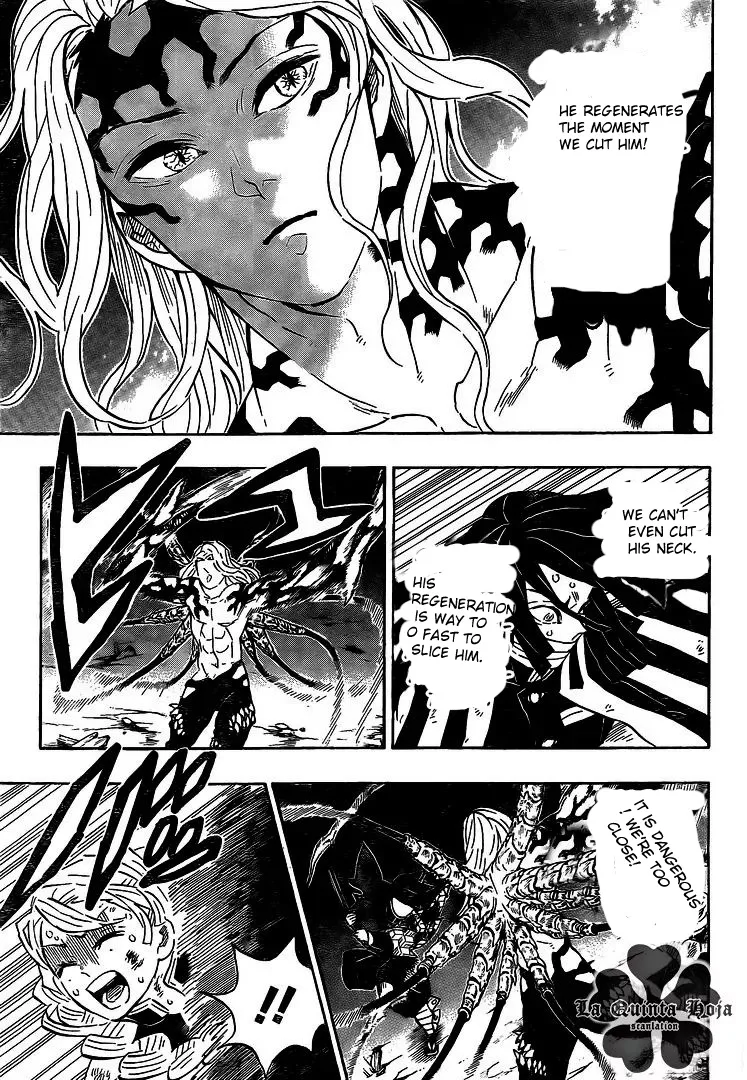 HE REGENERATES
THE MOMENT
WE CUT HIM!
WE CAN'T
EVEN CUT
HIS NECK.
HIS
REGENERATION
IS WAY TO
O FAST TO
SLICE HIM.
IT IS DANGEROUS
! WE'RE TOO
CLOSE!
!!
La Quinta Hoja
scanlation